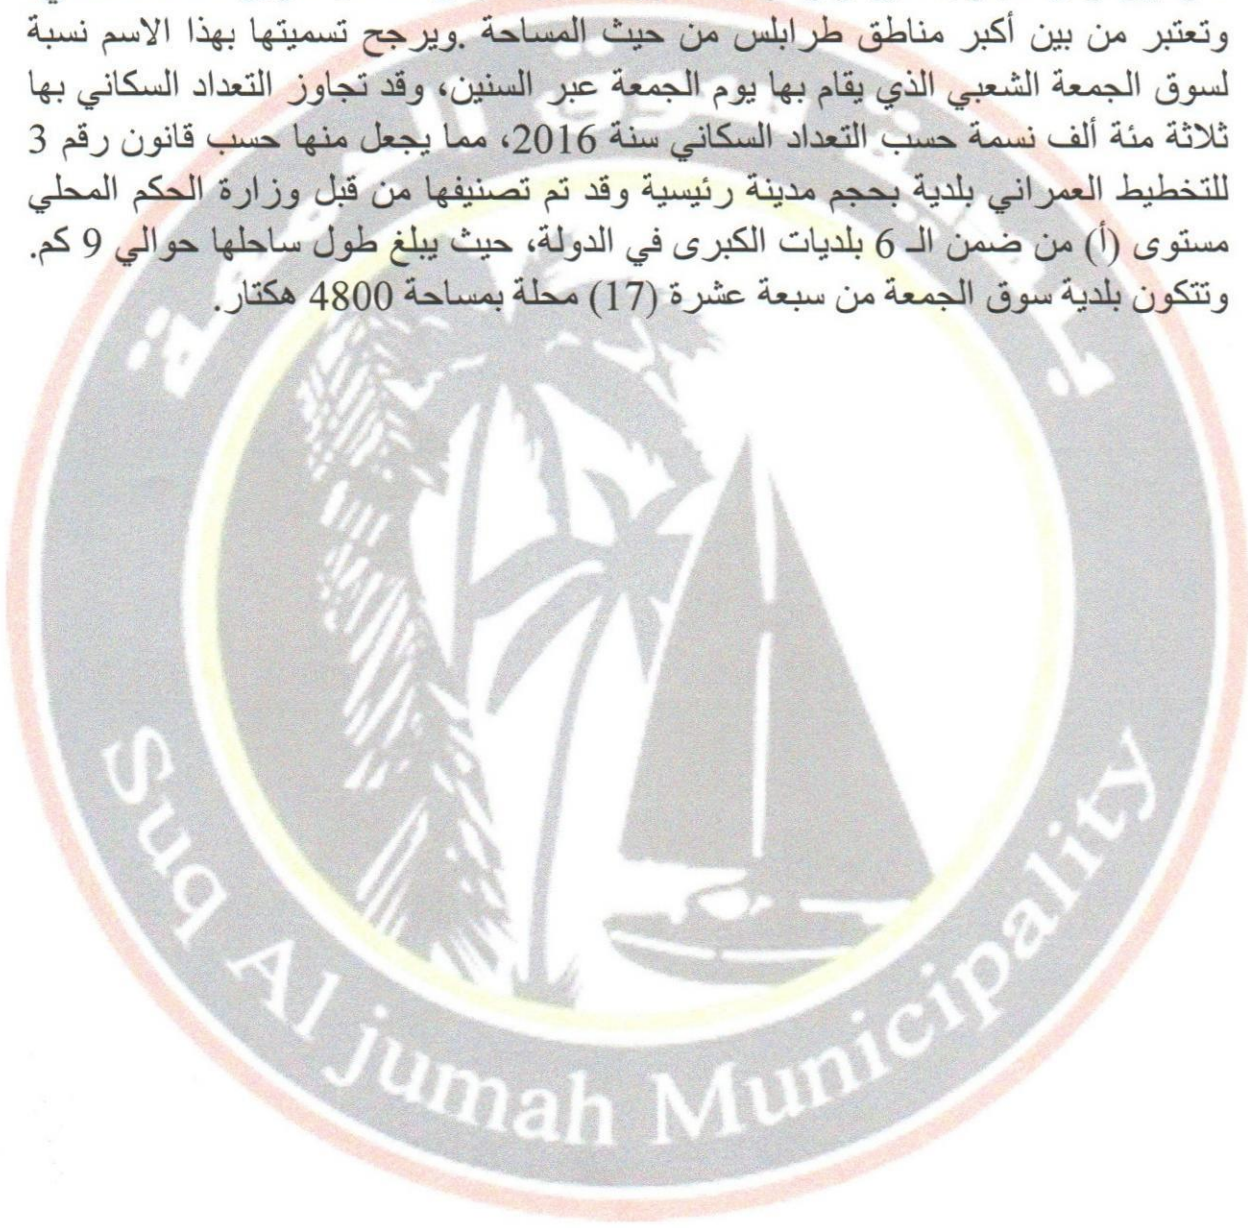 وتعتبر من بين أكبر مناطق طرابلس من حيث المساحة .ويرجح تسميتها بهذا الاسم نسبة
لسوق الجمعة الشعبي الذي يقام بها يوم الجمعة عبر السنين، وقد تجاوز التعداد السكاني بها
ثلاثة مئة ألف نسمة حسب التعداد السكاني سنة 2016، مما يجعل منها حسب قانون رقم 3
للتخطيط العمراني بلدية بحجم مدينة رئيسية وقد تم تصنيفها من قبل وزارة الحكم المحلي
مستوى (أ) من ضمن الـ 6 بلديات الكبرى في الدولة، حيث يبلغ طول ساحلها حوالي 9 كم.
وتتكون بلدية سوق الجمعة من سبعة عشرة (17) محلة بمساحة 4800 هكتار.
بلدية سوق الجمعة
Suq Al jumah Municipality